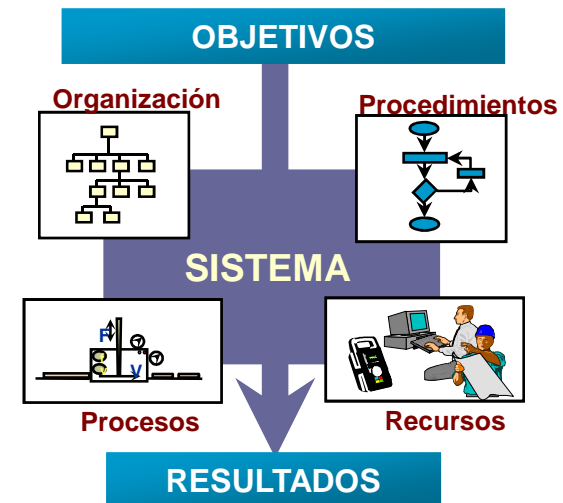 OBJETIVOS
Organización
Procedimientos
SISTEMA
F
V
Procesos
Recursos
RESULTADOS